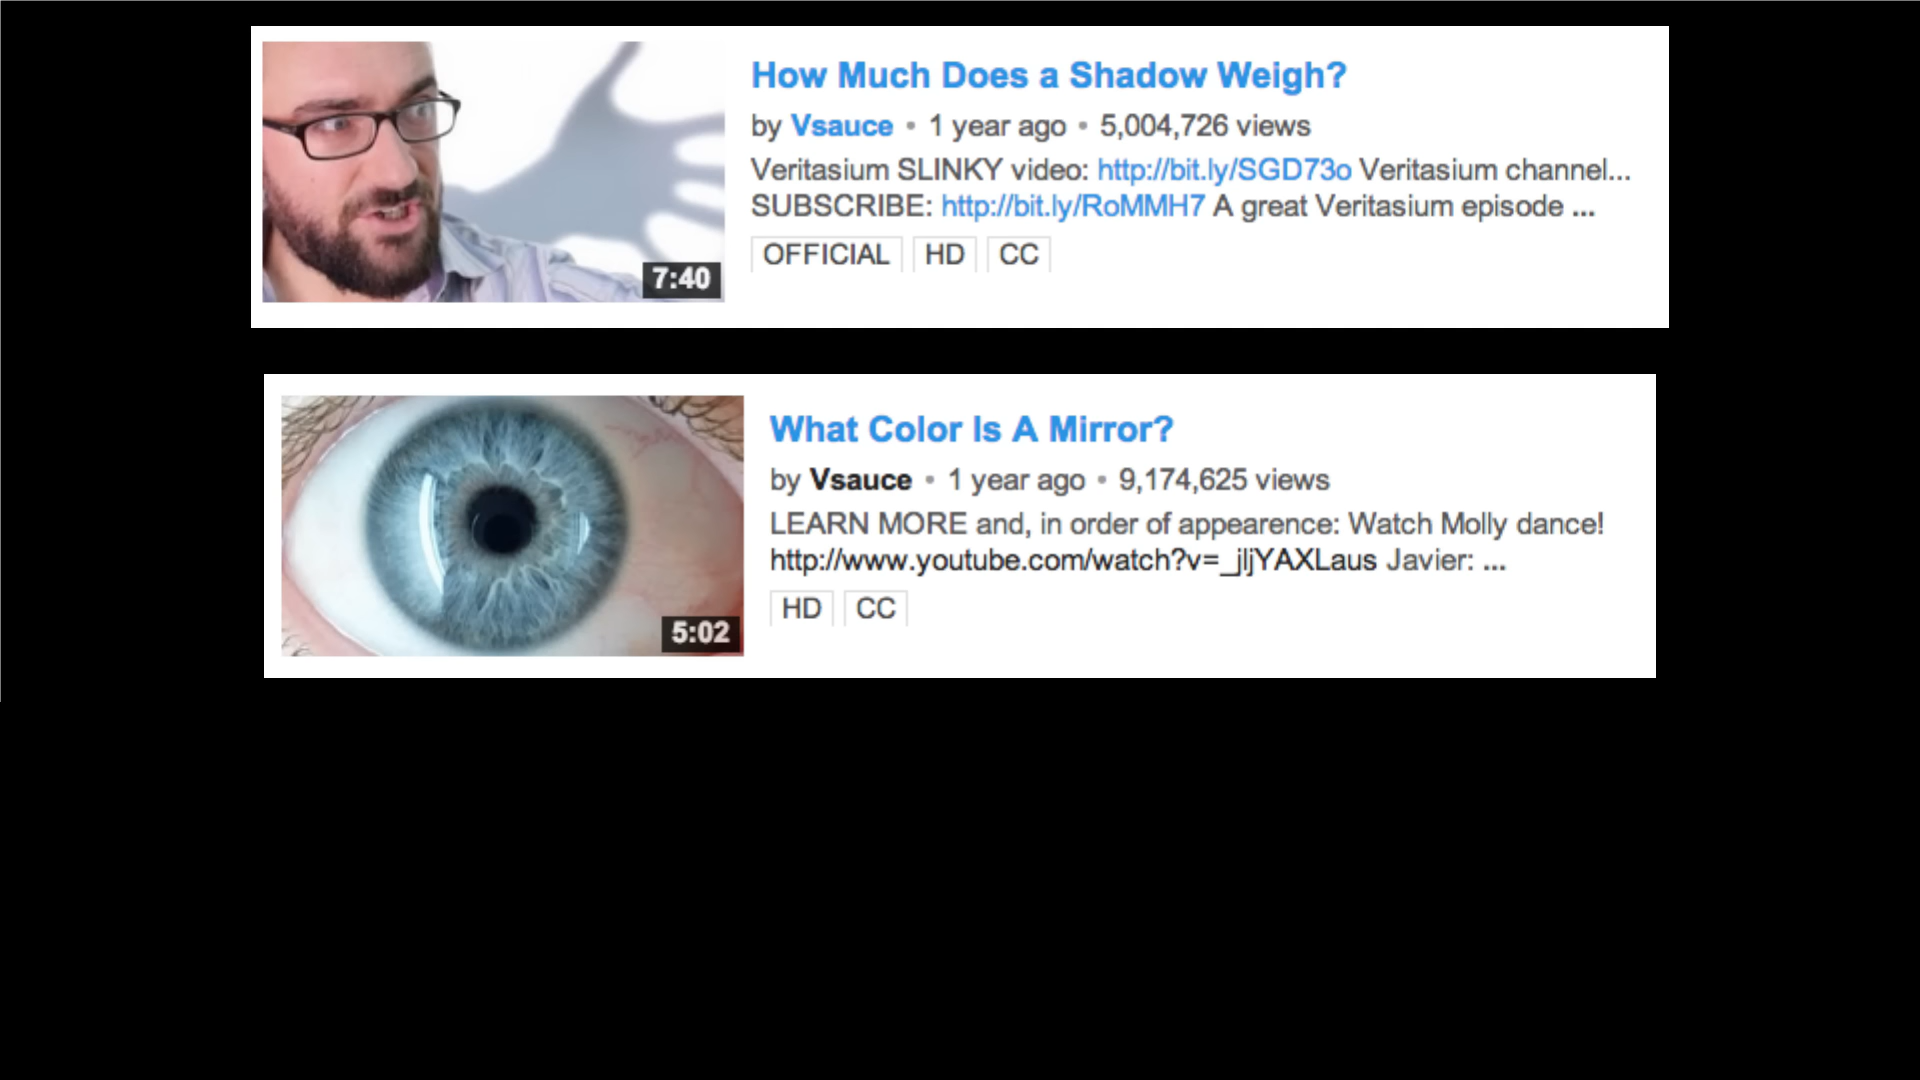 How Much Does a Shadow Weigh?
by Vsauce • 1 year ago • 5,004,726 views
Veritasium SLINKY video: http://bit.ly/SGD73o Veritasium channel...
SUBSCRIBE: http://bit.ly/RoMMH7 A great Veritasium episode ...
OFFICIAL HD CC
7:40
What Color Is A Mirror?
by Vsauce • 1 year ago • 9,174,625 views
LEARN MORE and, in order of appearence: Watch Molly dance!
http://www.youtube.com/watch?v=_jljYAXLaus Javier: ...
HD CC
5:02